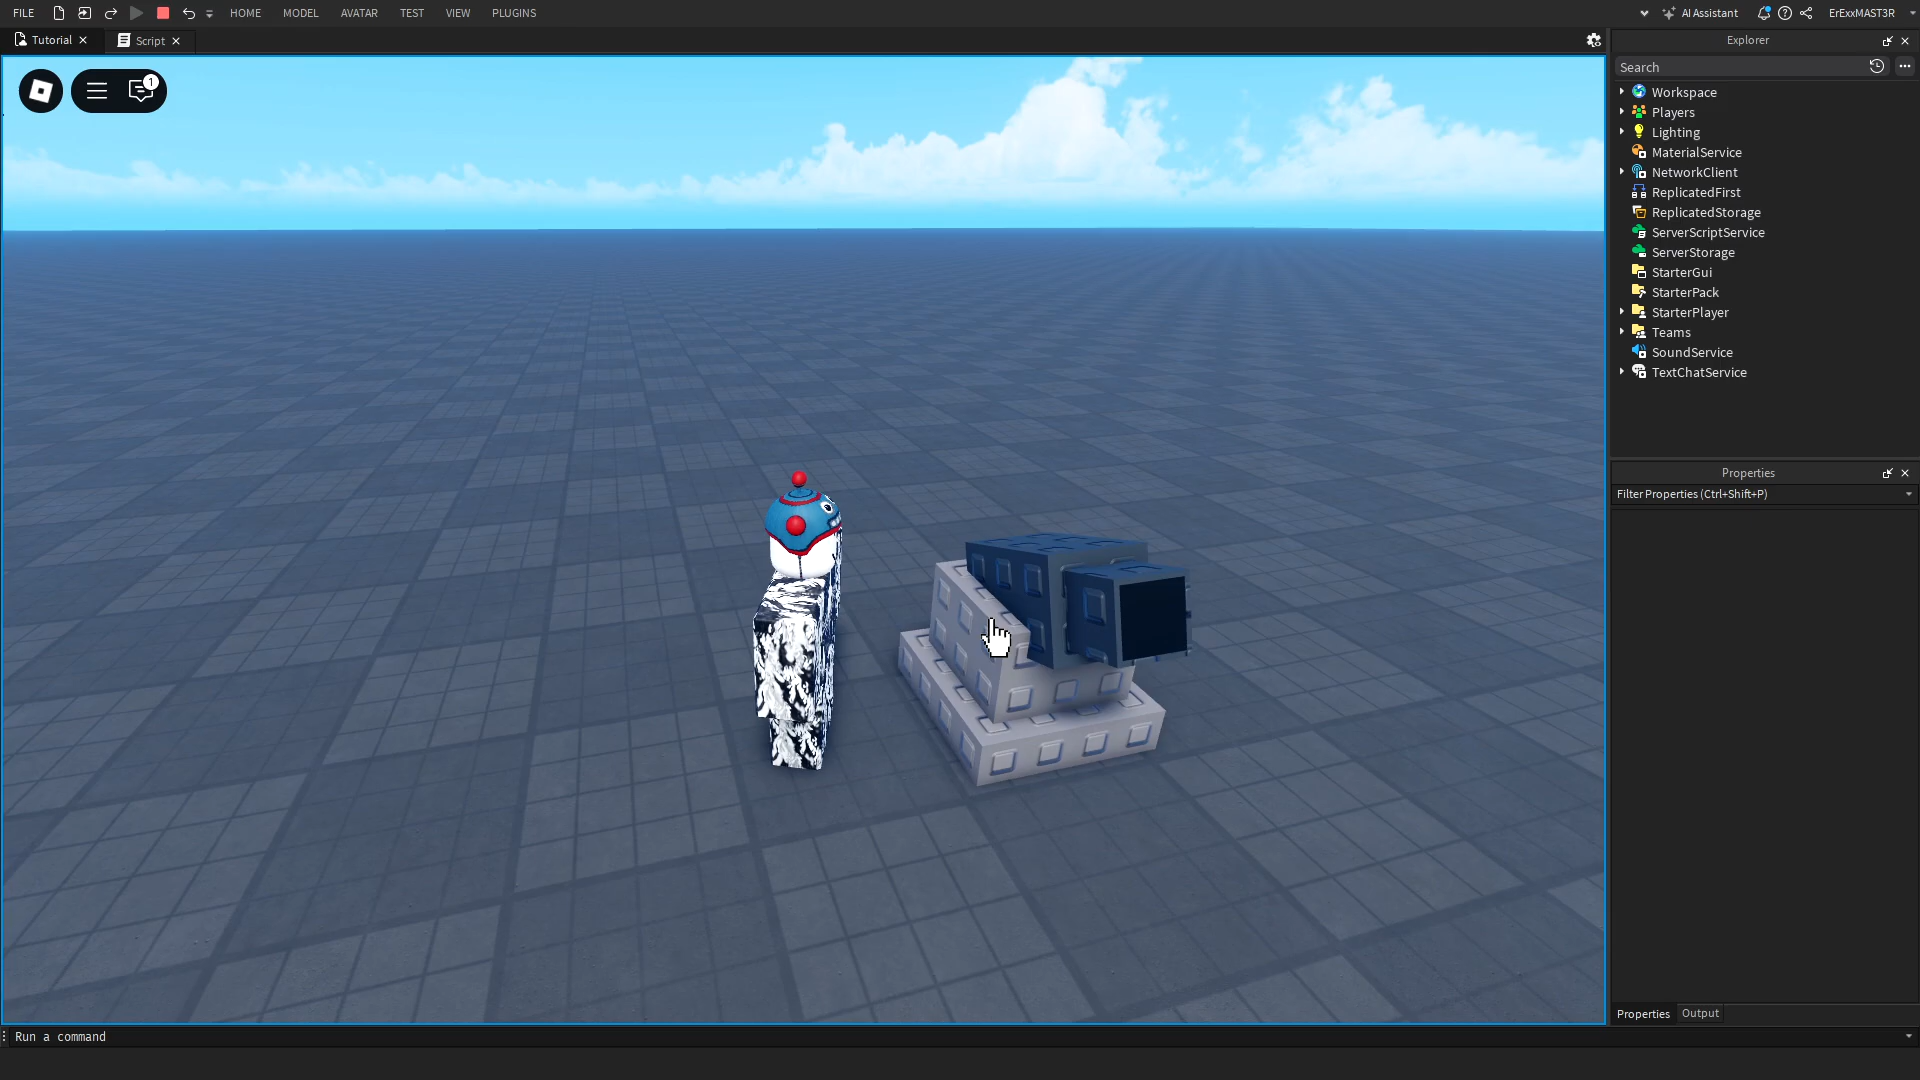 FILE
HOME
MODEL
AVATAR
TEST
VIEW
PLUGINS
AI Assistant
ErExxMAST3R
Tutorial
Script
Explorer
1
Search
Workspace
Players
Lighting
MaterialService
NetworkClient
ReplicatedFirst
ReplicatedStorage
ServerScriptService
ServerStorage
StarterGui
StarterPack
StarterPlayer
Teams
SoundService
TextChatService
Properties
Filter Properties (Ctrl+Shift+P)
Properties
Output
Run a command